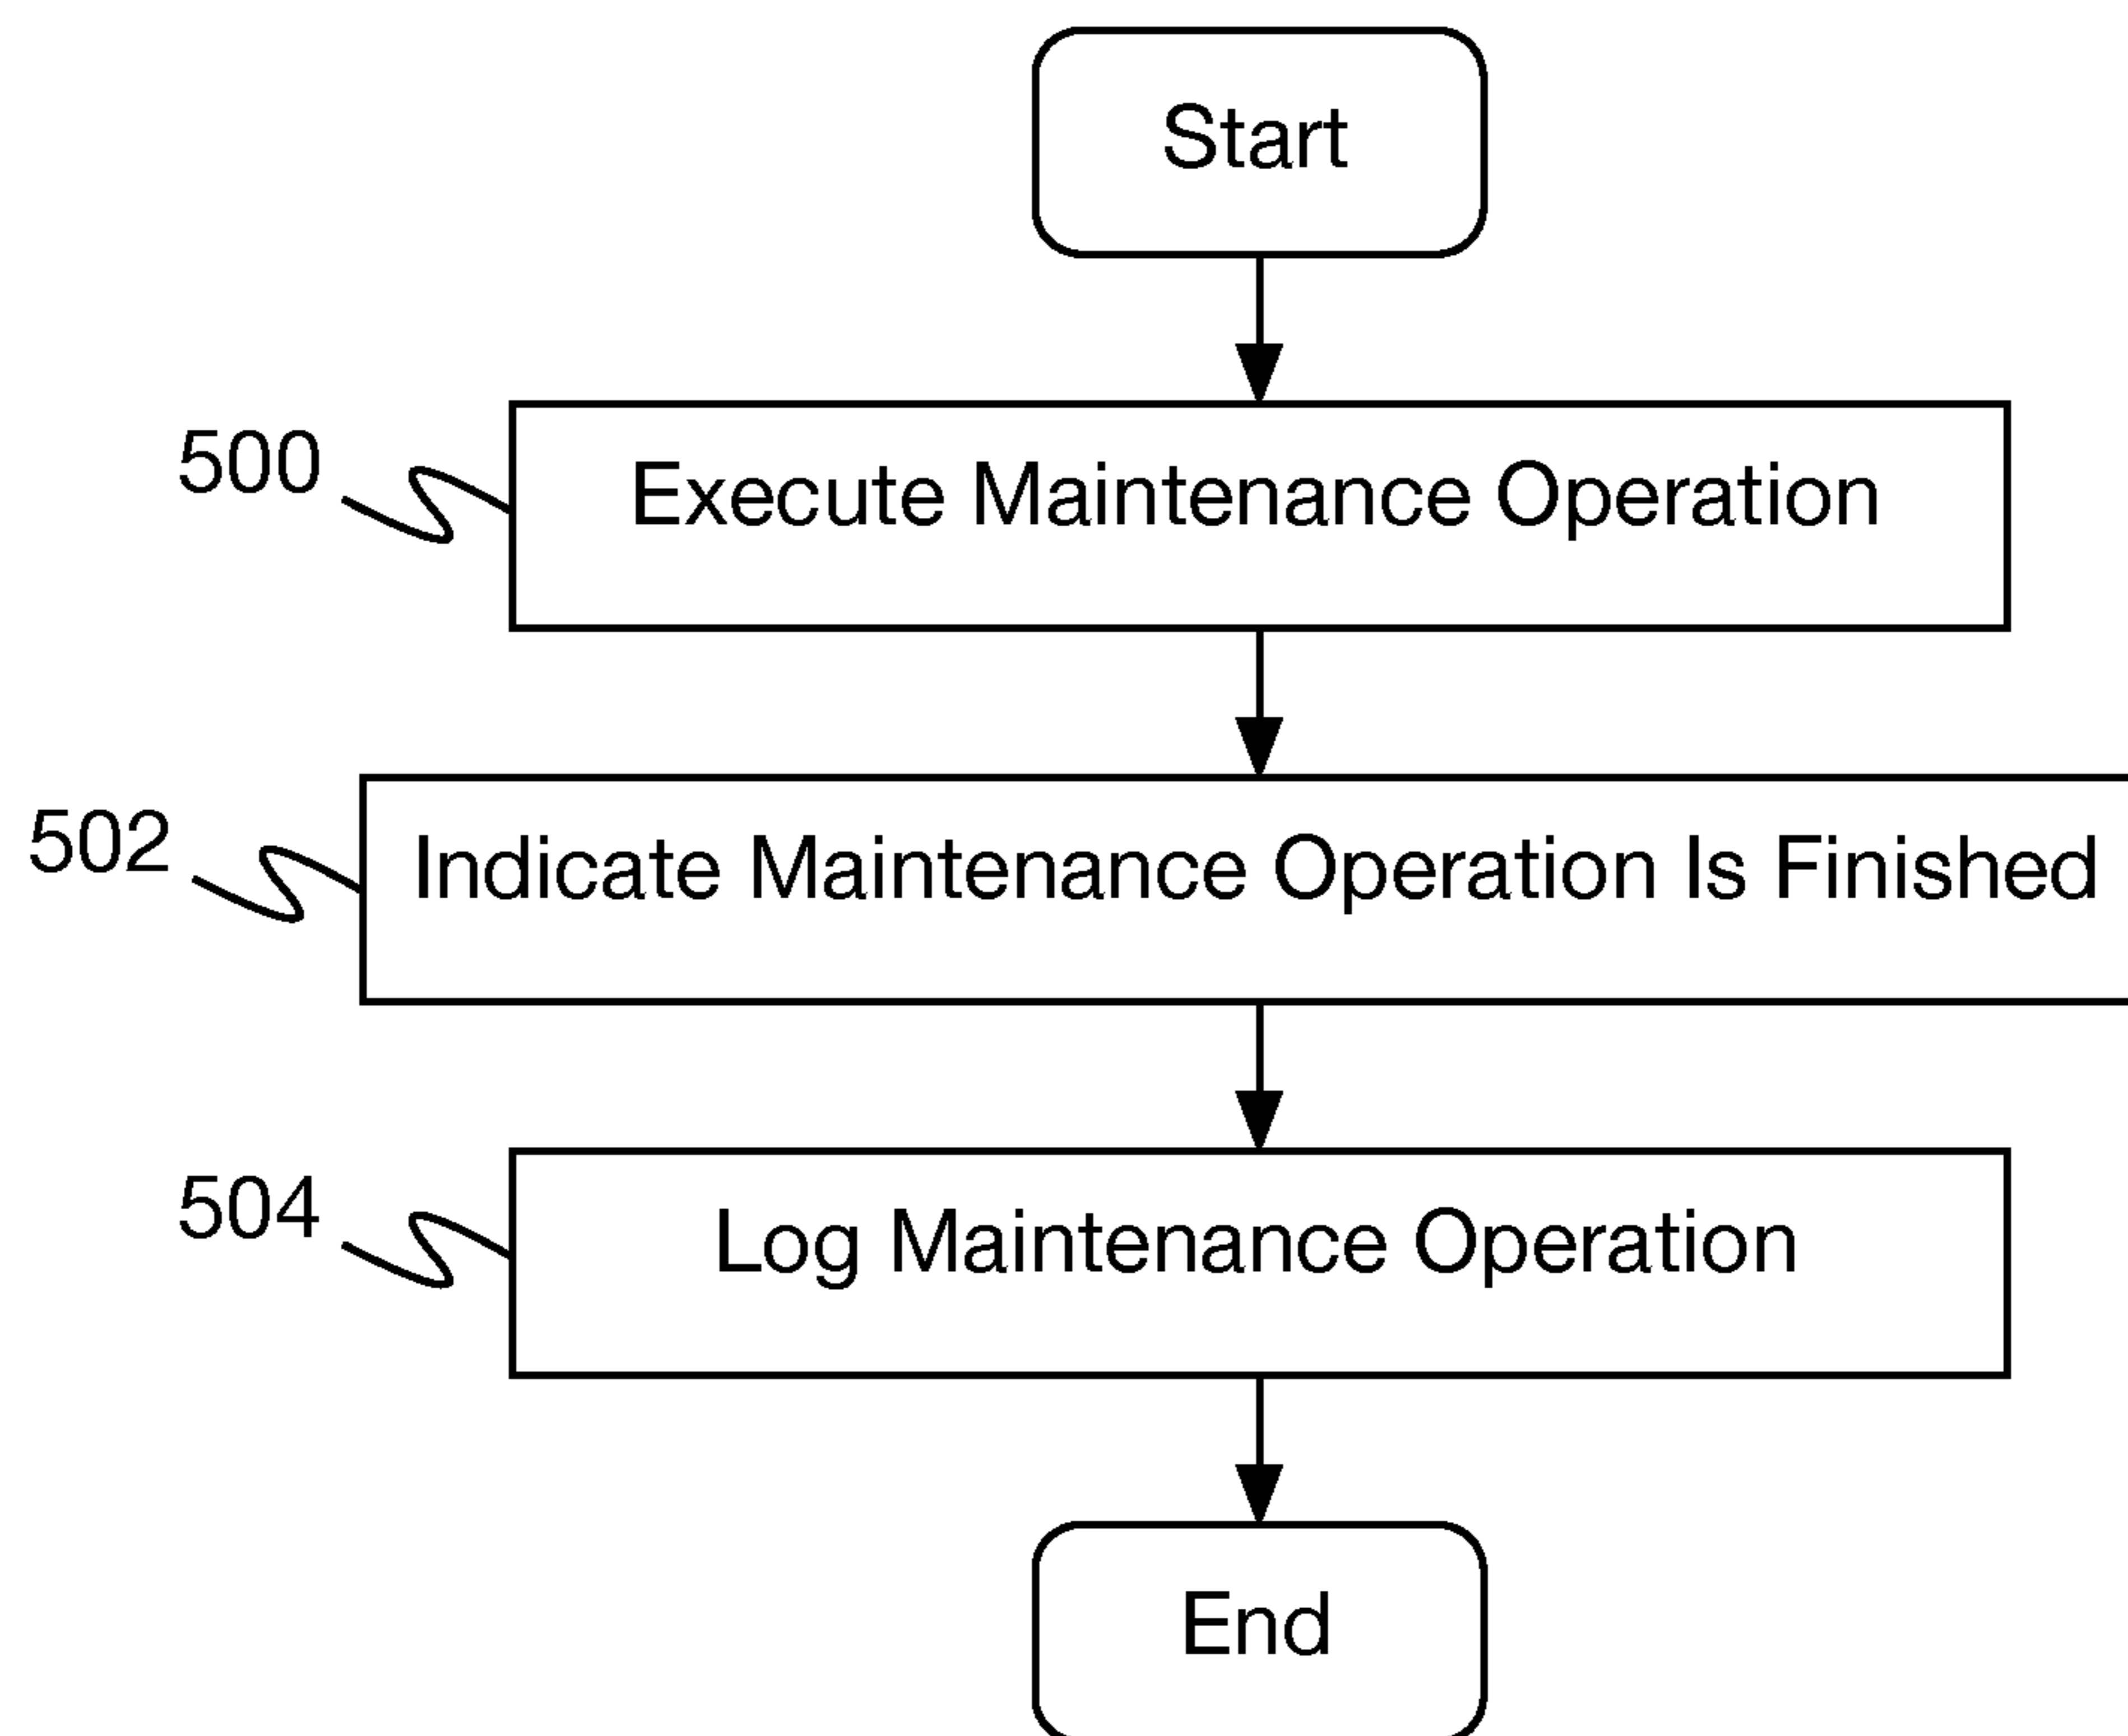 Start
500
Execute Maintenance Operation
502
Indicate Maintenance Operation Is Finished
504
Log Maintenance Operation
End